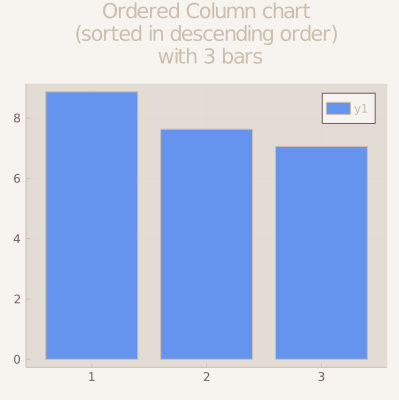 Ordered Column chart
(sorted in descending order)
with 3 bars
y1
8
6
4
2
0
1 2 3